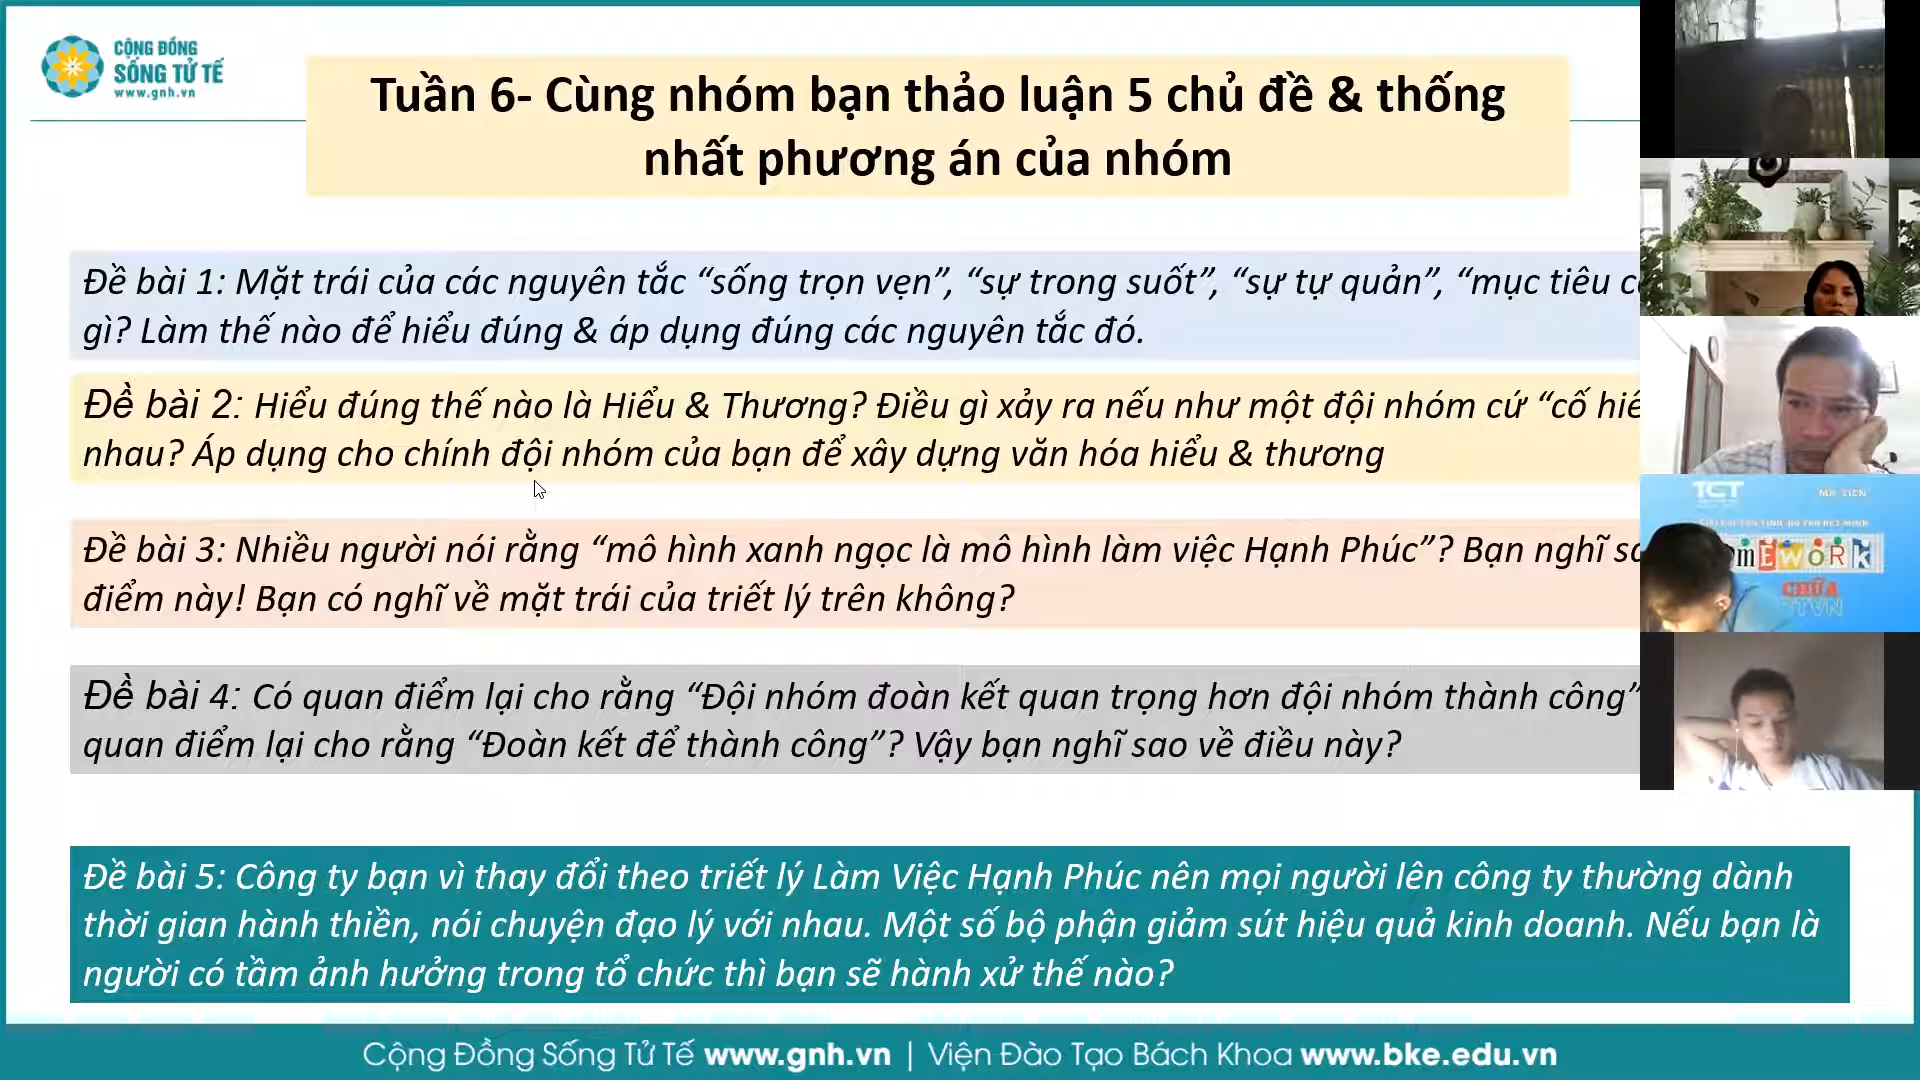 CỘNG ĐỒNG
SỐNG TỬ TẾ
www.gnh.vn
Tuần 6- Cùng nhóm bạn thảo luận 5 chủ đề & thống
nhất phương án của nhóm
Đề bài 1: Mặt trái của các nguyên tắc “sống trọn vẹn”, “sự trong suốt”, “sự tự quản”, “mục tiêu
gì? Làm thế nào để hiểu đúng & áp dụng đúng các nguyên tắc đó.
Đề bài 2: Hiểu đúng thế nào là Hiểu & Thương? Điều gì xảy ra nếu như một đội nhóm cứ “cố
nhau? Áp dụng cho chính đội nhóm của bạn để xây dựng văn hóa hiểu & thương
Đề bài 3: Nhiều người nói rằng “mô hình xanh ngọc là mô hình làm việc Hạnh Phúc”? Bạn nghĩ
điểm này! Bạn có nghĩ về mặt trái của triết lý trên không?
Đề bài 4: Có quan điểm lại cho rằng “Đội nhóm đoàn kết quan trọng hơn đội nhóm thành công”
quan điểm lại cho rằng “Đoàn kết để thành công”? Vậy bạn nghĩ sao về điều này?
Đề bài 5: Công ty bạn vì thay đổi theo triết lý Làm Việc Hạnh Phúc nên mọi người lên công ty thường dành
thời gian hành thiền, nói chuyện đạo lý với nhau. Một số bộ phận giảm sút hiệu quả kinh doanh. Nếu bạn là
người có tầm ảnh hưởng trong tổ chức thì bạn sẽ hành xử thế nào?
TCT
MR TIEN
CHỮA
Cộng Đồng Sống Tử Tế www.gnh.vn | Viện Đào Tạo Bách Khoa www.bke.edu.vn